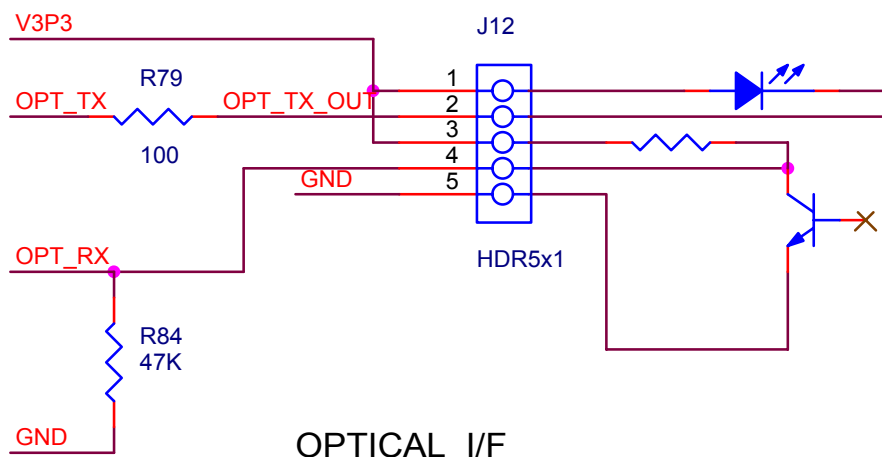 V3P3
J12
R79
OPT_TX
OPT_TX_OUT
100
1
2
3
4
5
GND
HDR5x1
OPT_RX
R84
47K
GND
OPTICAL I/F